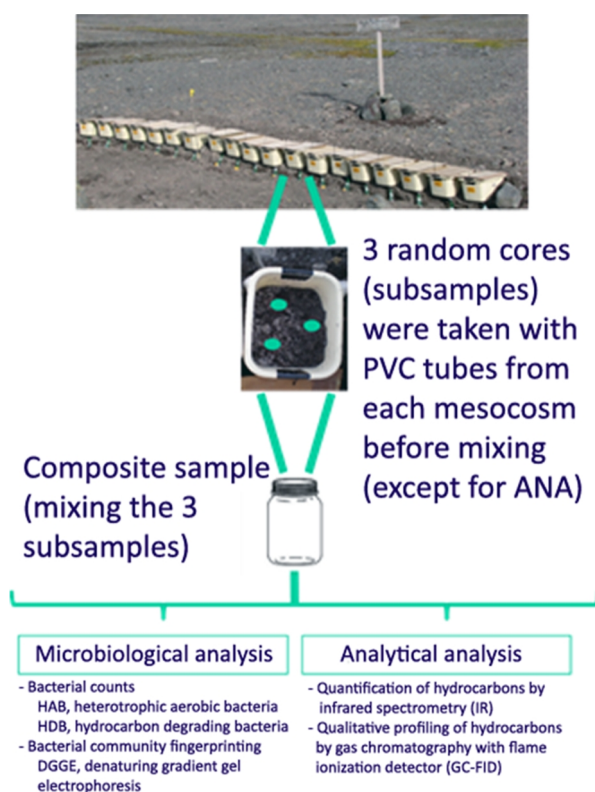 3 random cores
(subsamples)
were taken with
PVC tubes from
each mesocosm
before mixing
(except for ANA)
Composite sample
(mixing the 3
subsamples)
Microbiological analysis
- Bacterial counts
HAB, heterotrophic aerobic bacteria
HDB, hydrocarbon degrading bacteria
- Bacterial community fingerprinting
DGGE, denaturing gradient gel
electrophoresis
Analytical analysis
- Quantification of hydrocarbons by
infrared spectrometry (IR)
- Qualitative profiling of hydrocarbons
by gas chromatography with flame
ionization detector (GC-FID)